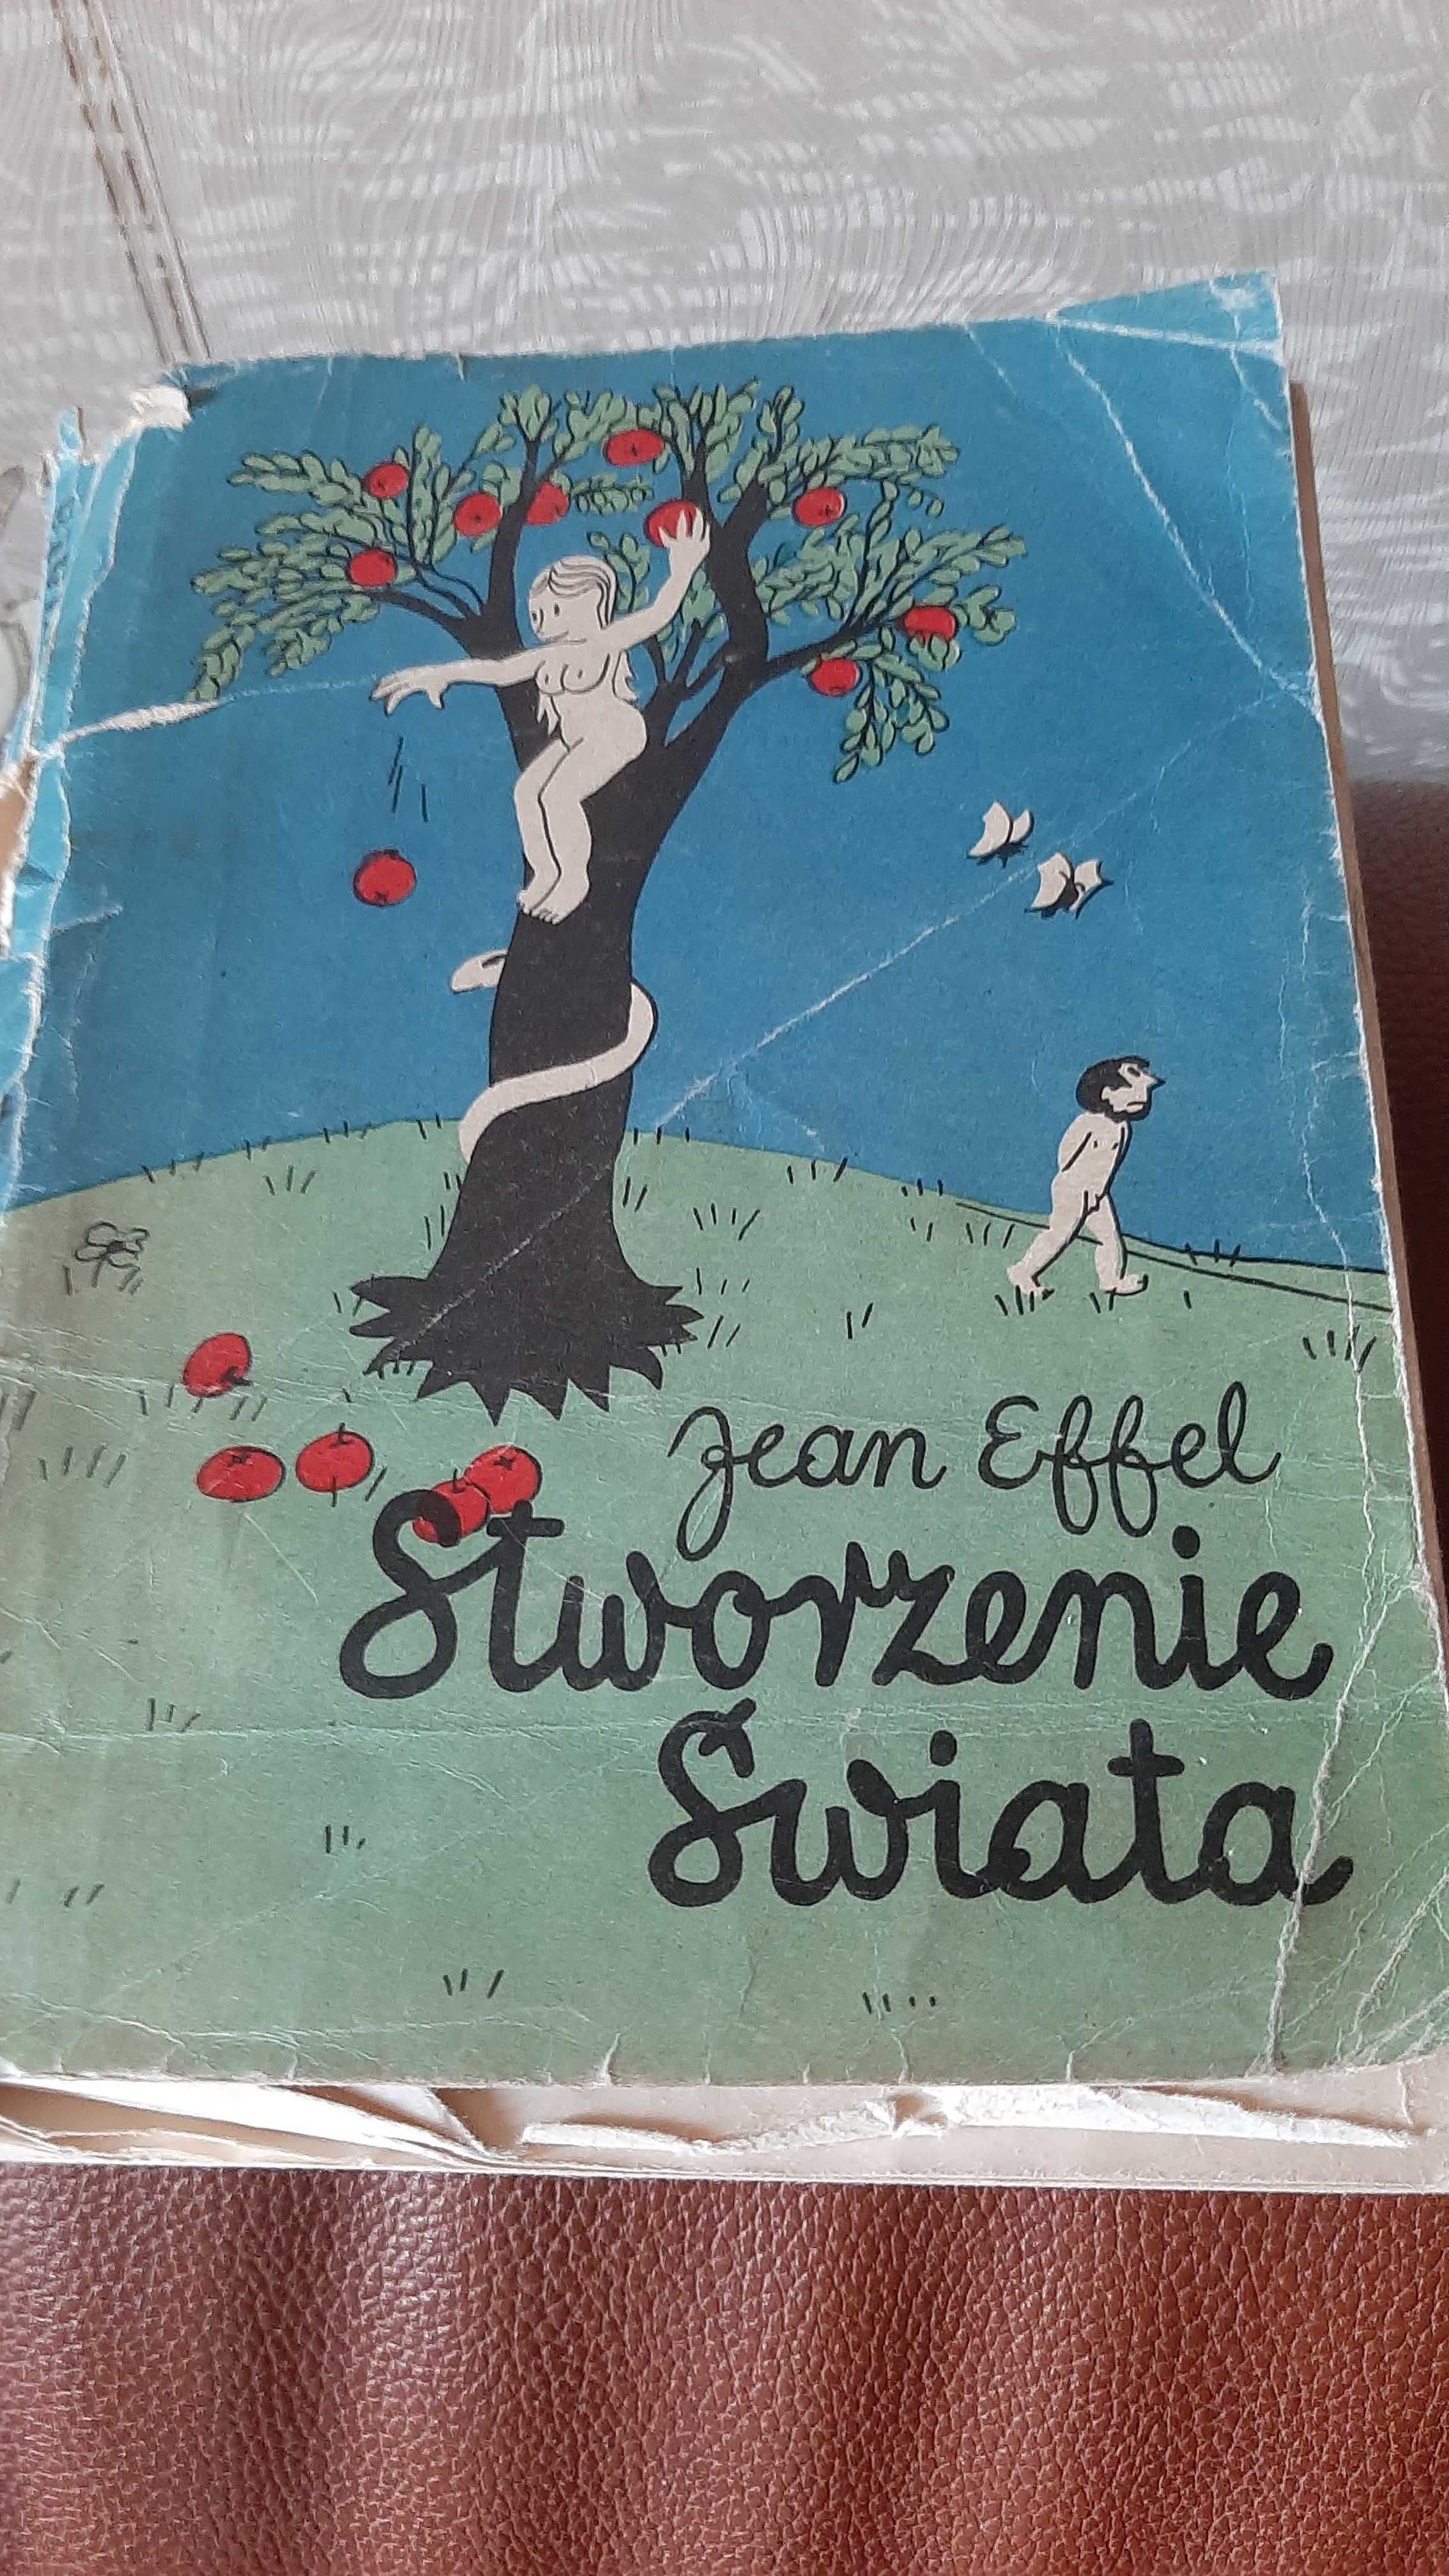 Jean Effel
Stworzenie
Świata